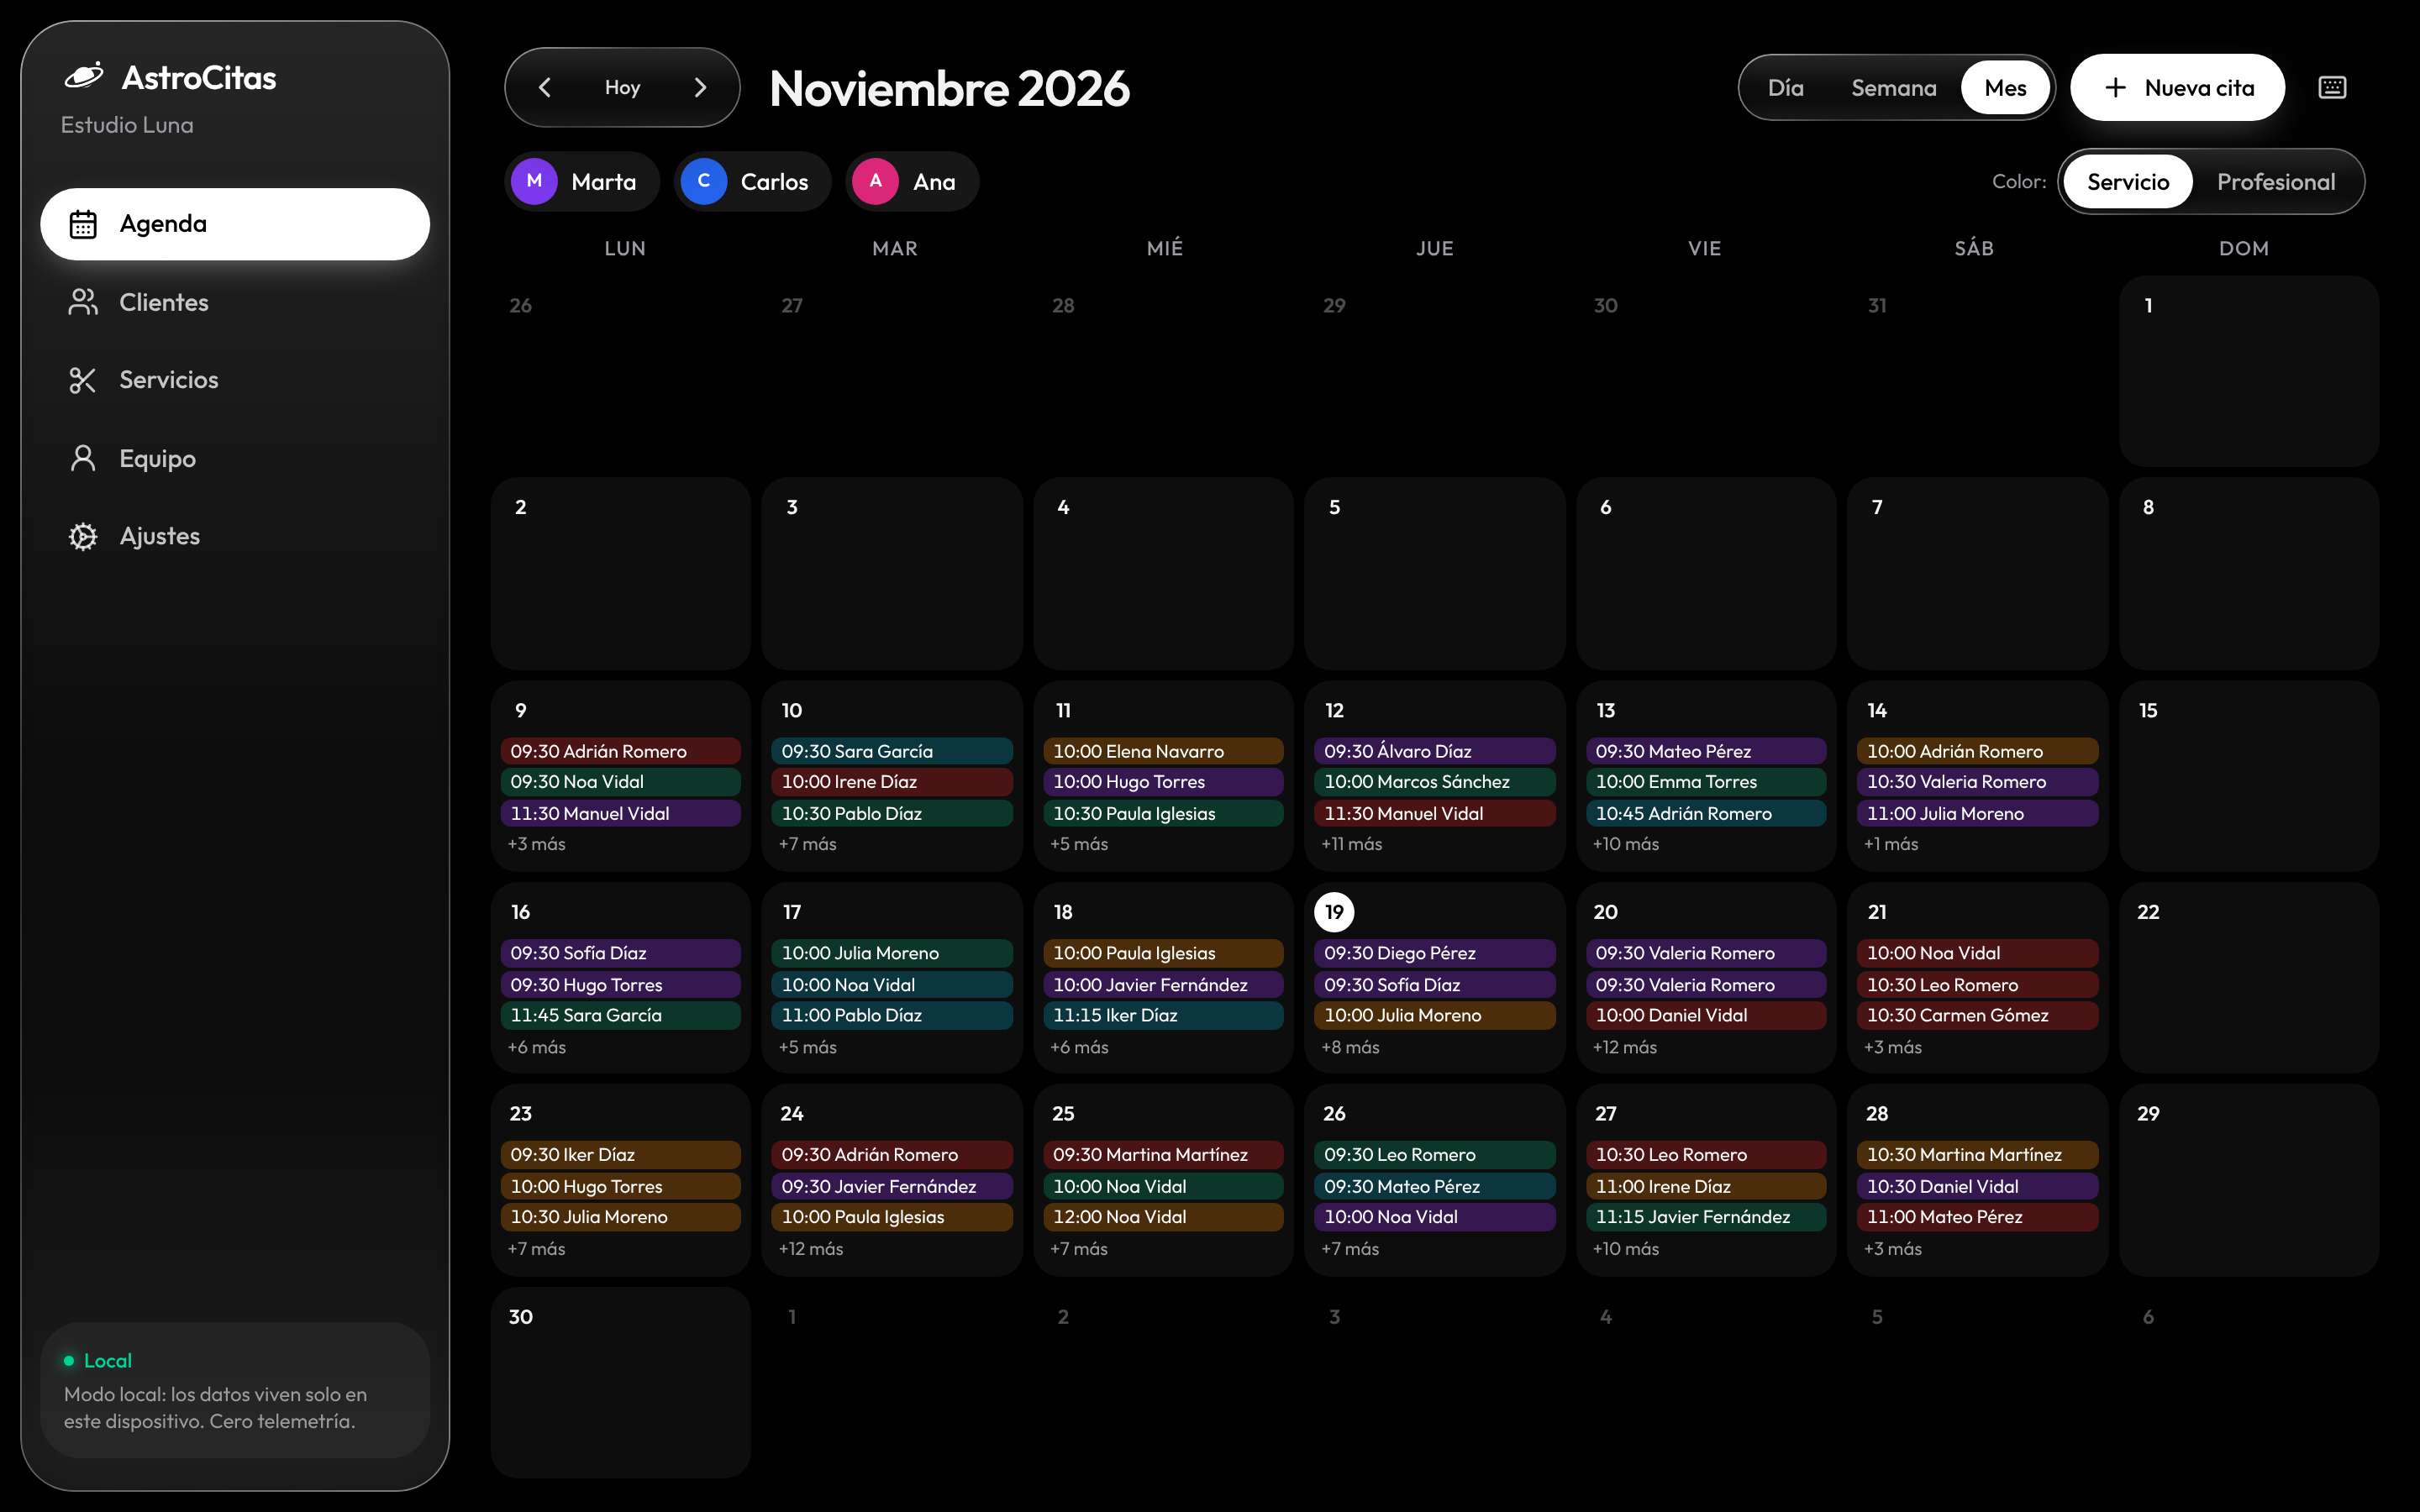 AstroCitas
Estudio Luna
Agenda
Clientes
Servicios
Equipo
Ajustes
Local
Modo local: los datos viven solo en
este dispositivo. Cero telemetría.
Hoy
Noviembre 2026
Día Semana Mes
+ Nueva cita
M Marta
C Carlos
A Ana
Color: Servicio Profesional
LUN MAR MIÉ JUE VIE SÁB DOM
26 27 28 29 30 31 1
2 3 4 5 6 7 8
9
09:30 Adrián Romero
09:30 Noa Vidal
11:30 Manuel Vidal
+3 más
10
09:30 Sara García
10:00 Irene Díaz
10:30 Pablo Díaz
+7 más
11
10:00 Elena Navarro
10:00 Hugo Torres
10:30 Paula Iglesias
+5 más
12
09:30 Álvaro Díaz
10:00 Marcos Sánchez
11:30 Manuel Vidal
+11 más
13
09:30 Mateo Pérez
10:00 Emma Torres
10:45 Adrián Romero
+10 más
14
10:00 Adrián Romero
10:30 Valeria Romero
11:00 Julia Moreno
+1 más
15
16
09:30 Sofía Díaz
09:30 Hugo Torres
11:45 Sara García
+6 más
17
10:00 Julia Moreno
10:00 Noa Vidal
11:00 Pablo Díaz
+5 más
18
10:00 Paula Iglesias
10:00 Javier Fernández
11:15 Iker Díaz
+6 más
19
09:30 Diego Pérez
09:30 Sofía Díaz
10:00 Julia Moreno
+8 más
20
09:30 Valeria Romero
09:30 Valeria Romero
10:00 Daniel Vidal
+12 más
21
10:00 Noa Vidal
10:30 Leo Romero
10:30 Carmen Gómez
+3 más
22
23
09:30 Iker Díaz
10:00 Hugo Torres
10:30 Julia Moreno
+7 más
24
09:30 Adrián Romero
09:30 Javier Fernández
10:00 Paula Iglesias
+12 más
25
09:30 Martina Martínez
10:00 Noa Vidal
12:00 Noa Vidal
+7 más
26
09:30 Leo Romero
09:30 Mateo Pérez
10:00 Noa Vidal
+7 más
27
10:30 Leo Romero
11:00 Irene Díaz
11:15 Javier Fernández
+10 más
28
10:30 Martina Martínez
10:30 Daniel Vidal
11:00 Mateo Pérez
+3 más
29
30 1 2 3 4 5 6